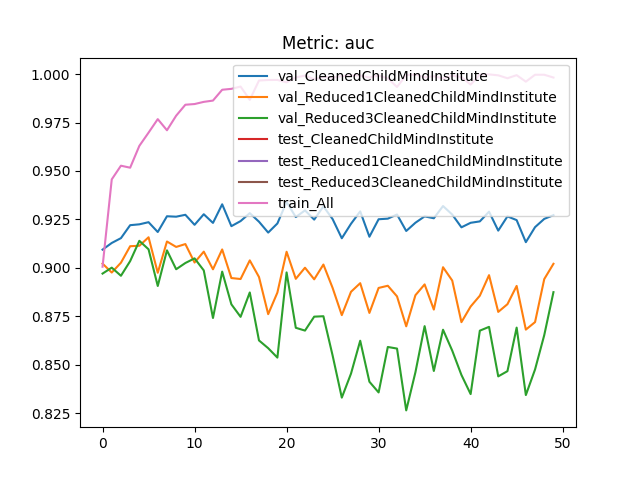 Metric: auc
1.000
0.975
0.950
0.925
0.900
0.875
0.850
0.825
val_CleanedChildMindInstitute
val_Reduced1CleanedChildMindInstitute
val_Reduced3CleanedChildMindInstitute
test_CleanedChildMindInstitute
test_Reduced1CleanedChildMindInstitute
test_Reduced3CleanedChildMindInstitute
train_All
0 10 20 30 40 50